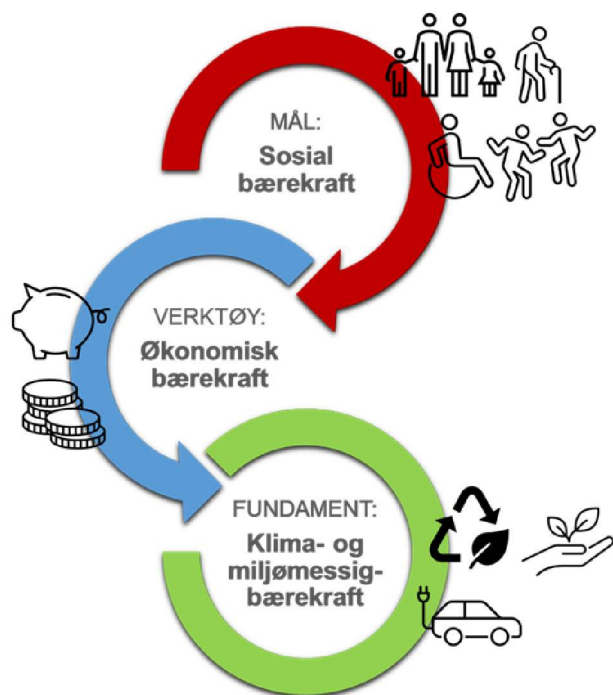 MÅL:
Sosial
bærekraft
VERKTØY:
Økonomisk
bærekraft
FUNDAMENT:
Klima- og
miljømessig-
bærekraft